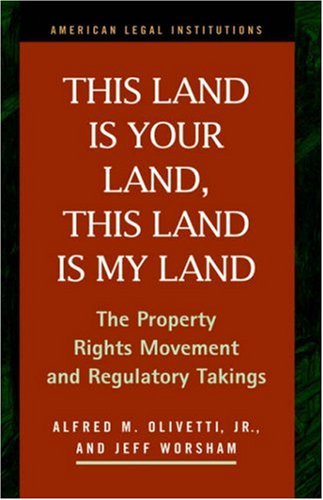 AMERICAN LEGAL INSTITUTIONS
THIS LAND
IS YOUR
LAND,
THIS LAND
IS MY LAND
The Property
Rights Movement
and Regulatory Takings
ALFRED M. OLIVETTI, JR.,
AND JEFF WORSHAM